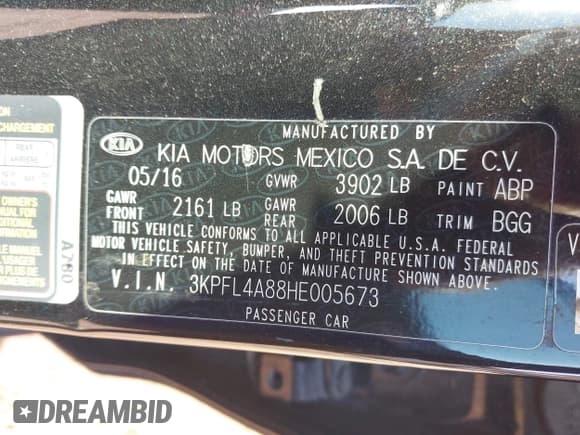 MANUFACTURED BY
KIA KIA MOTORS MEXICO S.A. DE C.V.
05/16 GVWR 3902 LB PAINT ABP
GAWR FRONT 2161 LB GAWR REAR 2006 LB TRIM BGG
THIS VEHICLE CONFORMS TO ALL APPLICABLE U.S.A. FEDERAL
MOTOR VEHICLE SAFETY, BUMPER, AND THEFT PREVENTION STANDARDS
IN EFFECT ON THE DATE OF MANUFACTURE SHOWN ABOVE.
V.I.N. 3KPFL4A88HE005673
PASSENGER CAR
A7800
DREAMBID